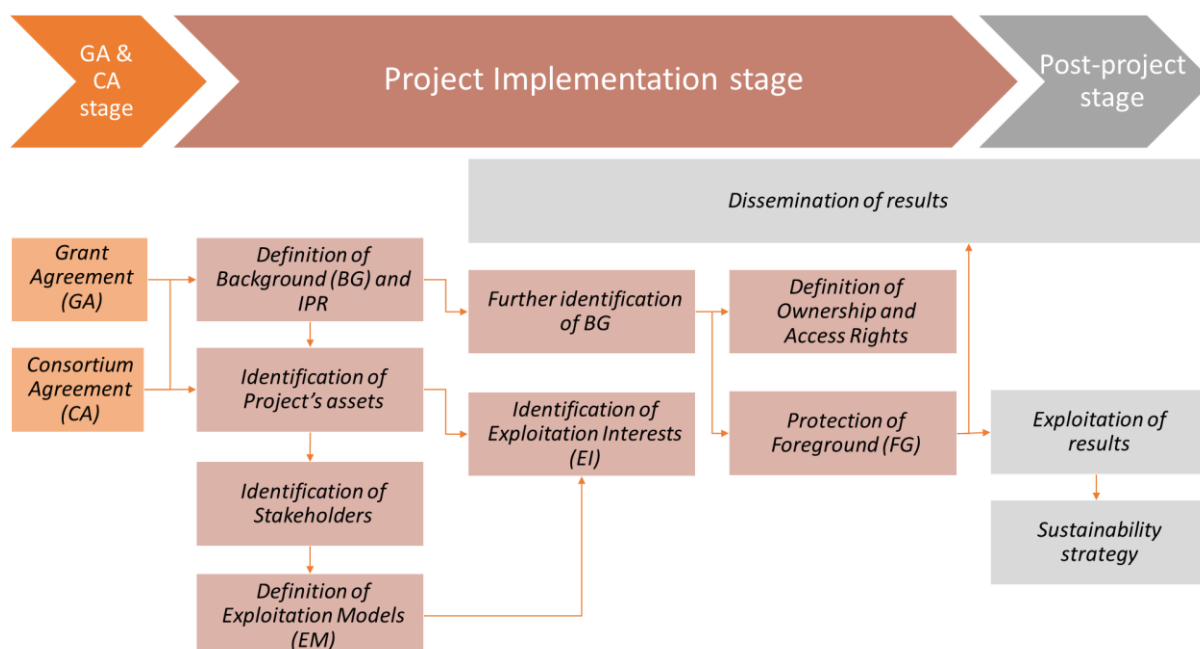 GA &
CA
stage
Project Implementation stage
Post-project
stage
Dissemination of results
Grant
Agreement
(GA)
Definition of
Background (BG) and
IPR
Further identification
of BG
Definition of
Ownership and
Access Rights
Consortium
Agreement
(CA)
Identification of
Project's assets
Identification of
Exploitation Interests
(EI)
Protection of
Foreground (FG)
Exploitation of
results
Identification of
Stakeholders
Sustainability
strategy
Definition of
Exploitation Models
(EM)